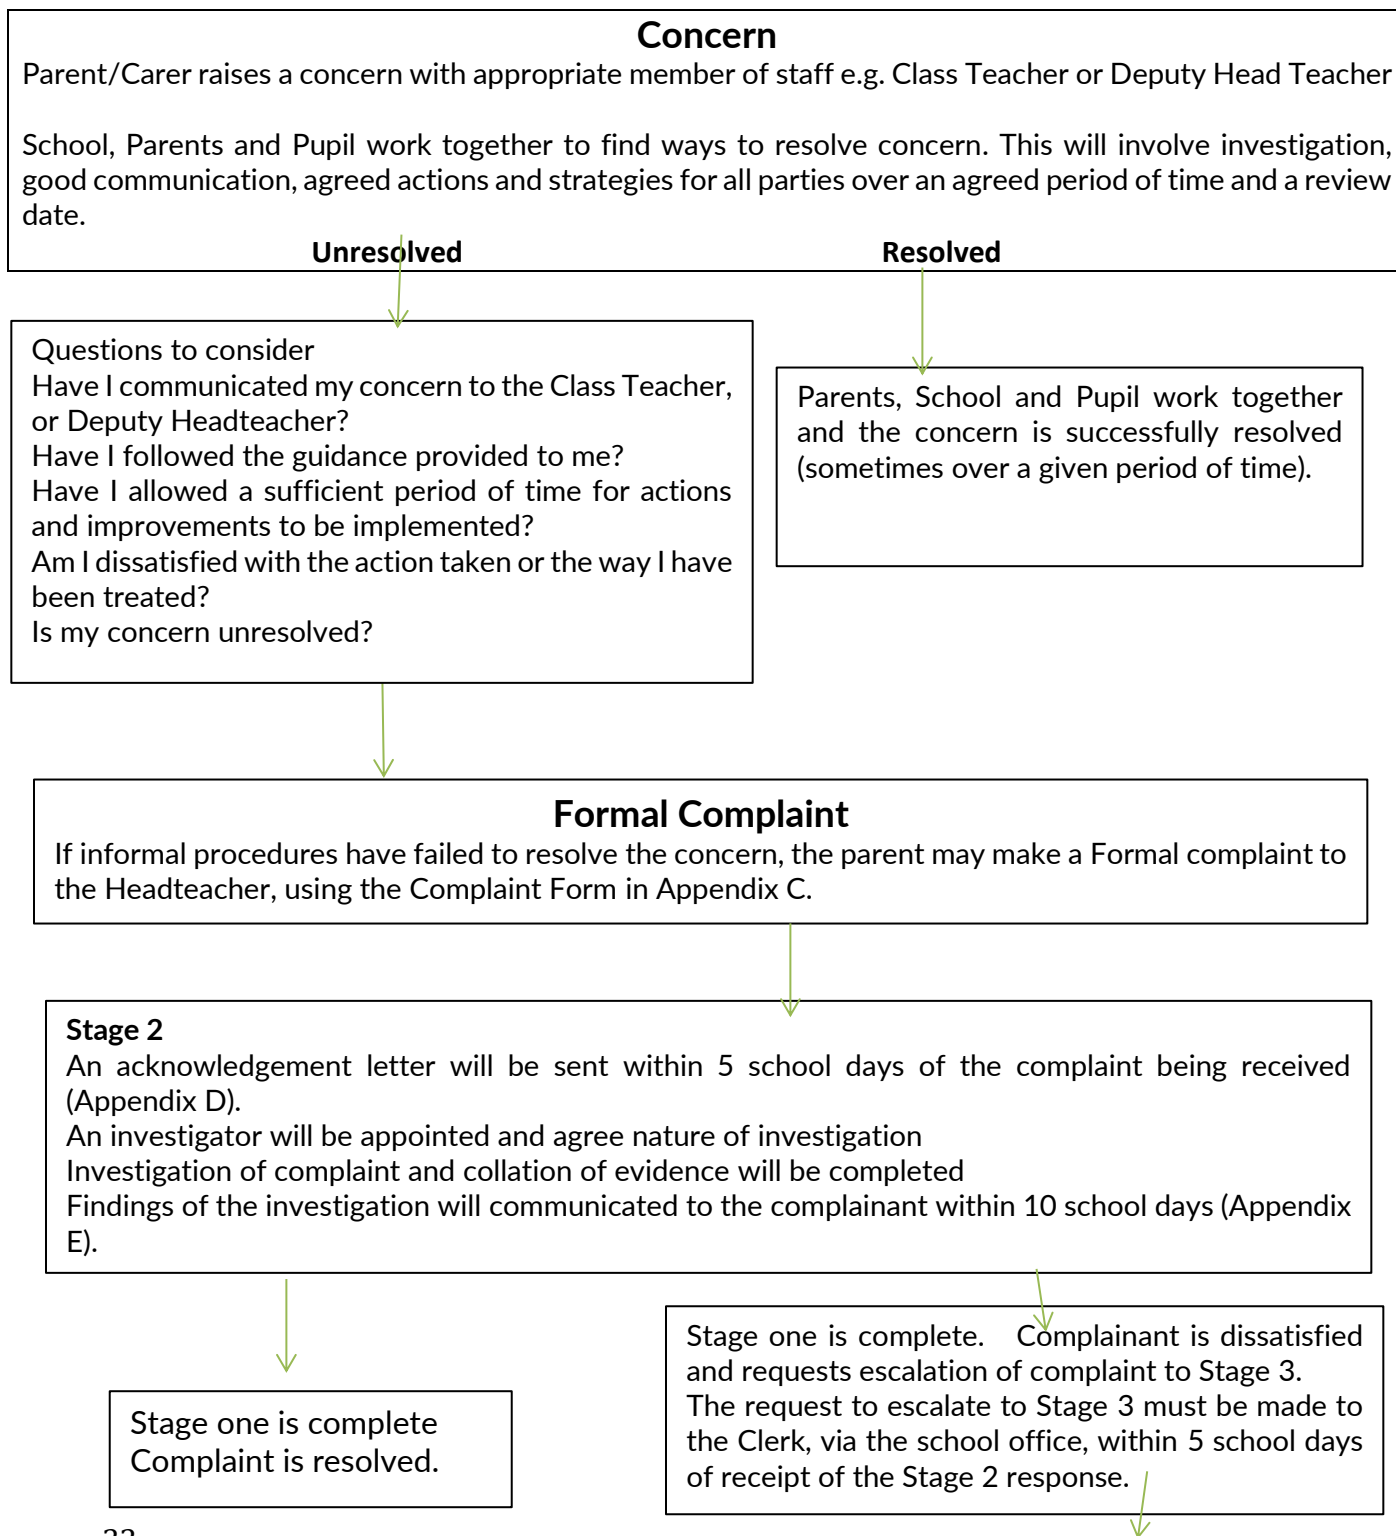 Concern
Parent/Carer raises a concern with appropriate member of staff e.g. Class Teacher or Deputy Head Teacher
School, Parents and Pupil work together to find ways to resolve concern. This will involve investigation,
good communication, agreed actions and strategies for all parties over an agreed period of time and a review
date.
Unresolved
Resolved
Questions to consider
Have I communicated my concern to the Class Teacher,
or Deputy Headteacher?
Have I followed the guidance provided to me?
Have I allowed a sufficient period of time for actions
and improvements to be implemented?
Am I dissatisfied with the action taken or the way I have
been treated?
Is my concern unresolved?
Parents, School and Pupil work together
and the concern is successfully resolved
(sometimes over a given period of time).
Formal Complaint
If informal procedures have failed to resolve the concern, the parent may make a Formal complaint to
the Headteacher, using the Complaint Form in Appendix C.
Stage 2
An acknowledgement letter will be sent within 5 school days of the complaint being received
(Appendix D).
An investigator will be appointed and agree nature of investigation
Investigation of complaint and collation of evidence will be completed
Findings of the investigation will communicated to the complainant within 10 school days (Appendix
E).
Stage one is complete
Complaint is resolved.
Stage one is complete. Complainant is dissatisfied
and requests escalation of complaint to Stage 3.
The request to escalate to Stage 3 must be made to
the Clerk, via the school office, within 5 school days
of receipt of the Stage 2 response.